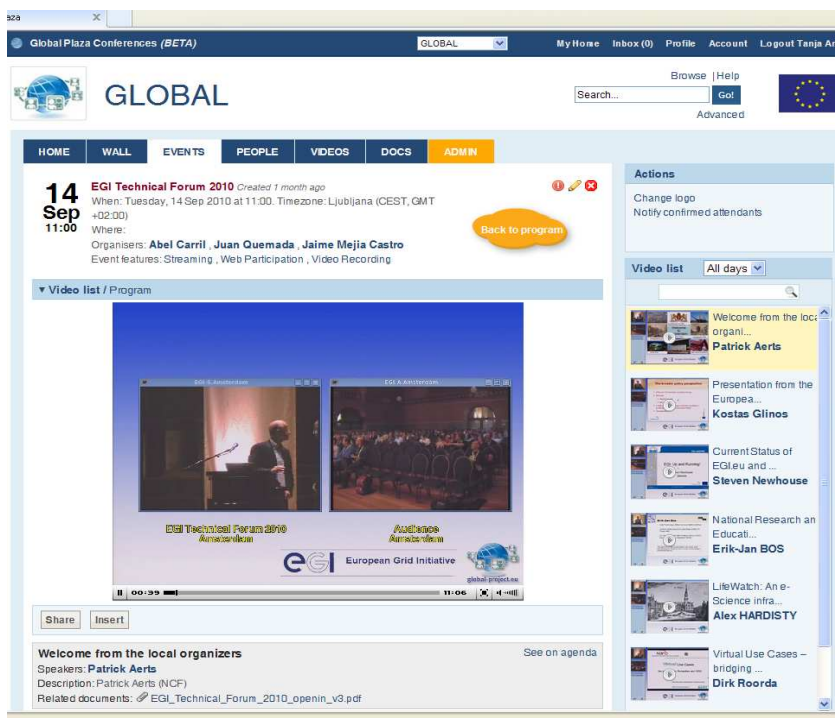 aza
x
Global Plaza Conferences (BETA)
GLOBAL
My Home Inbox (0) Profile Account Logout Tanja Ar
GLOBAL
Browse | Help
Search...
Go!
Advanced
HOME WALL EVENTS PEOPLE VIDEOS DOCS ADMIN
14
Sep
11:00
EGI Technical Forum 2010 Created 1 month ago
When: Tuesday, 14 Sep 2010 at 11:00. Timezone: Ljubljana (CEST, GMT
+02:00)
Where:
Organisers: Abel Carril , Juan Quemada , Jaime Mejia Castro
Event features: Streaming , Web Participation , Video Recording
Back to program
Video list / Program
EGI Technical Forum 2010
Amsterdam
Audience
Amsterdam
egi European Grid Initiative
global-project.eu
00:39
11:06
Share Insert
Welcome from the local organizers
See on agenda
Speakers: Patrick Aerts
Description: Patrick Aerts (NCF)
Related documents: EGI_Technical_Forum_2010_openin_v3.pdf
Actions
Change logo
Notify confirmed attendants
Video list All days
Welcome from the loca
organi...
Patrick Aerts
Presentation from the
Europea...
Kostas Glinos
Current Status of
EGI.eu and ...
Steven Newhouse
National Research an
Educati...
Erik-Jan BOS
LifeWatch: An e-
Science infra...
Alex HARDISTY
Virtual Use Cases –
bridging ...
Dirk Roorda